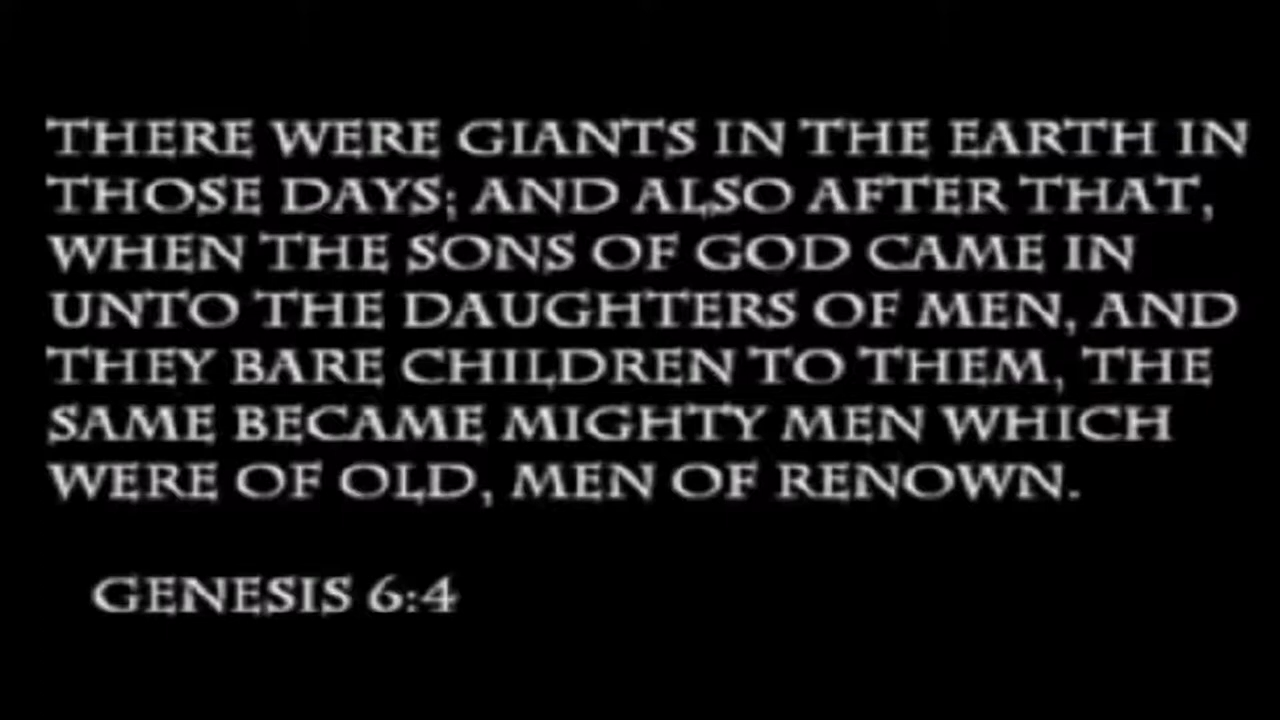 THERE WERE GIANTS IN THE EARTH IN
THOSE DAYS; AND ALSO AFTER THAT,
WHEN THE SONS OF GOD CAME IN
UNTO THE DAUGHTERS OF MEN, AND
THEY BARE CHILDREN TO THEM, THE
SAME BECAME MIGHTY MEN WHICH
WERE OF OLD, MEN OF RENOWN.
GENESIS 6:4